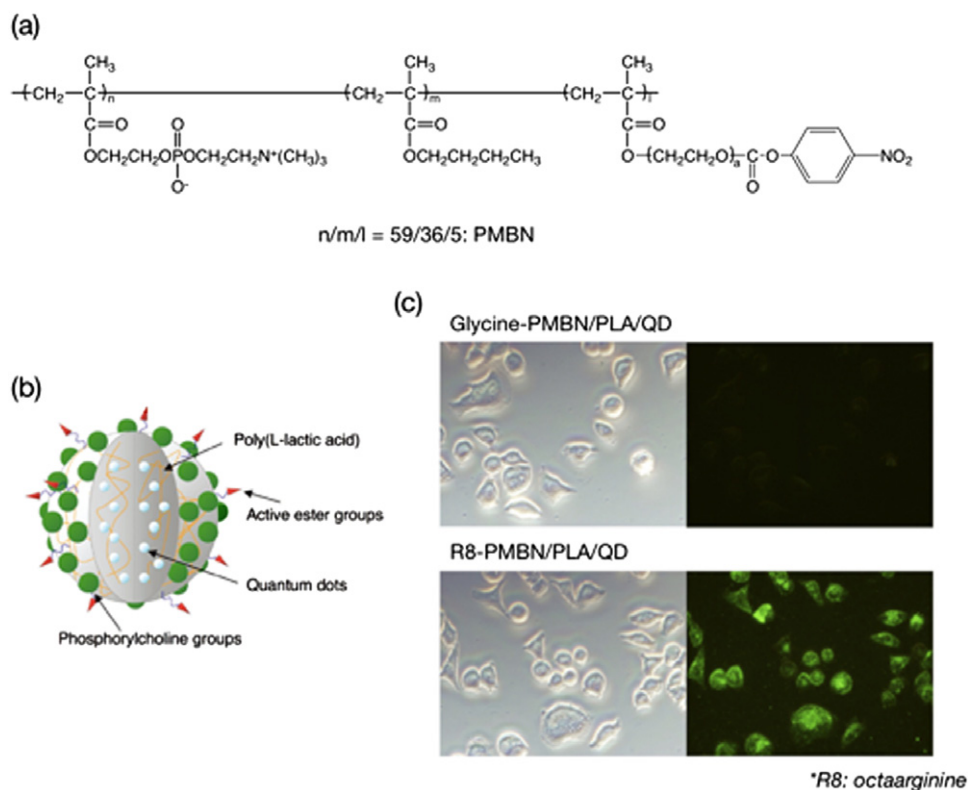 (a)
CH₃ CH₃ CH₃
-(CH₂-C)n (CH₂-C)m (CH₂-C)l
C=O C=O C=O
O
OCH₂CH₂OPOCH₂CH₂N⁺(CH₃)₃ OCH₂CH₂CH₂CH₃ O-(CH₂CH₂O)a-C-O- -NO₂
O⁻ O
n/m/l = 59/36/5: PMBN
(b)
Poly(L-lactic acid)
Active ester groups
Quantum dots
Phosphorylcholine groups
(c)
Glycine-PMBN/PLA/QD
R8-PMBN/PLA/QD
*R8: octaarginine